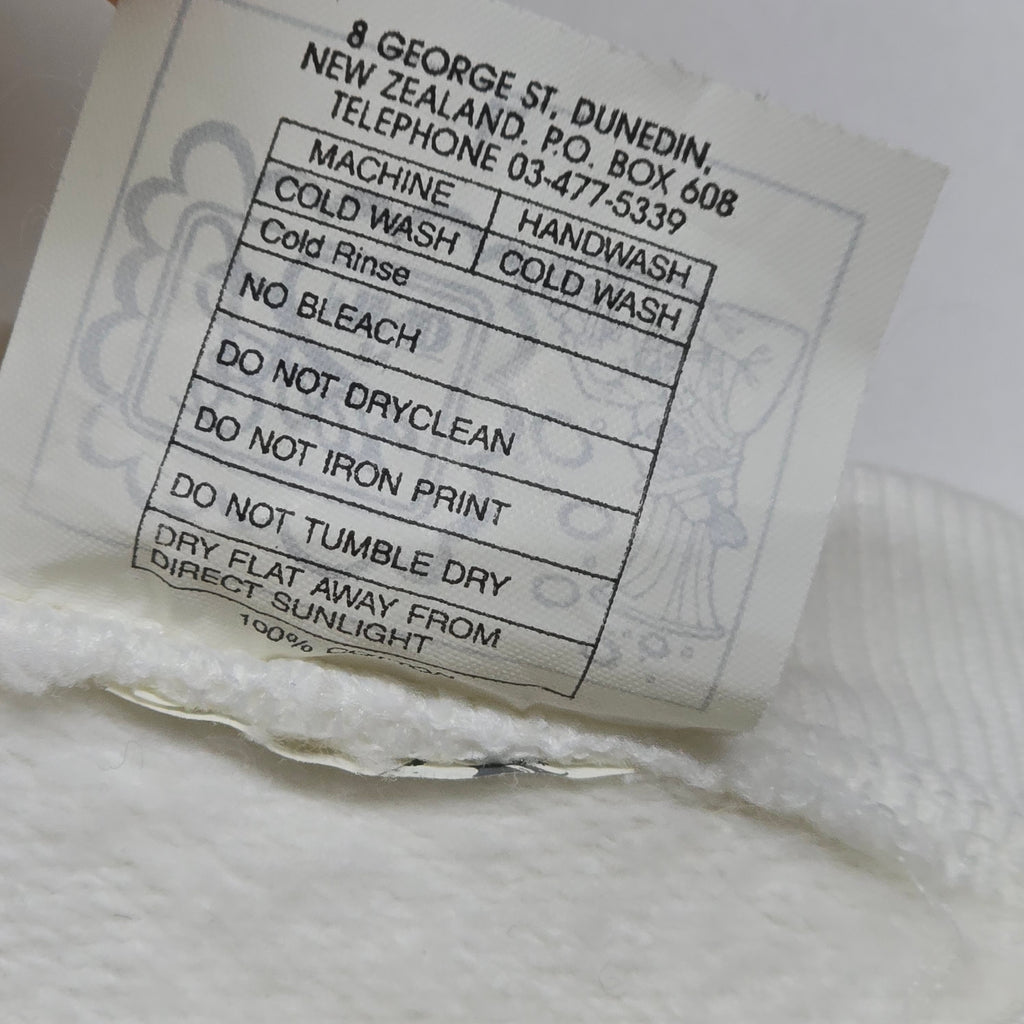 8 GEORGE ST, DUNEDIN,
NEW ZEALAND. P.O. BOX 608
TELEPHONE 03-477-5339
MACHINE
COLD WASH
HANDWASH
COLD WASH
Cold Rinse
NO BLEACH
DO NOT DRYCLEAN
DO NOT IRON PRINT
DO NOT TUMBLE DRY
DRY FLAT AWAY FROM
DIRECT SUNLIGHT
100%